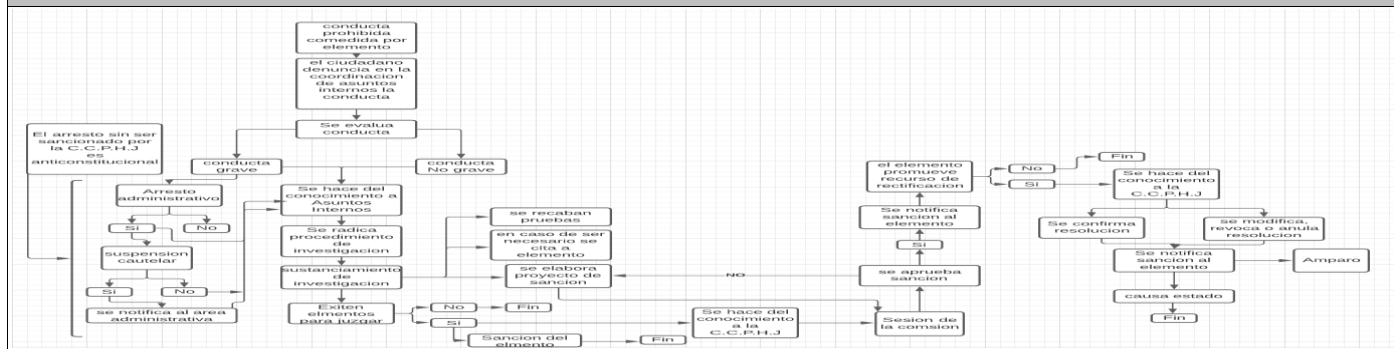 conducta
prohibida
comedida por
elemento
el ciudadano
denuncia en la
coordinacion
de asuntos
internos la
conducta
Se evalua
conducta
El arresto sin ser
sancionado por
la C.C.P.H.J
es
anticonstitucional
conducta
grave
conducta
No grave
Arresto
administrativo
Si
No
suspension
cautelar
Si
No
se notifica al area
administrativa
Se hace del
conocimiento a
Asuntos
Internos
Se radica
procedimiento
de
investigacion
sustanciamiento
de
investigacion
Exiten
elmentos
para juzgar
se recaban
pruebas
en caso de ser
necesario se
cita a
elemento
se elabora
proyecto de
sancion
No
Fin
Si
Sancion del
elmento
Fin
Se hace del
conocimiento
a la
C.C.P.H.J
Sesion de
la comsion
se aprueba
sancion
NO
Si
Se notifica
sancion al
elemento
el elemento
promueve
recurso de
rectificacion
No
Fin
Si
Se hace del
conocimiento
a la
C.C.P.H.J
Se confirma
resolucion
se modifica,
revoca o anula
resolucion
Se notifica
sancion al
elemento
Amparo
causa estado
Fin